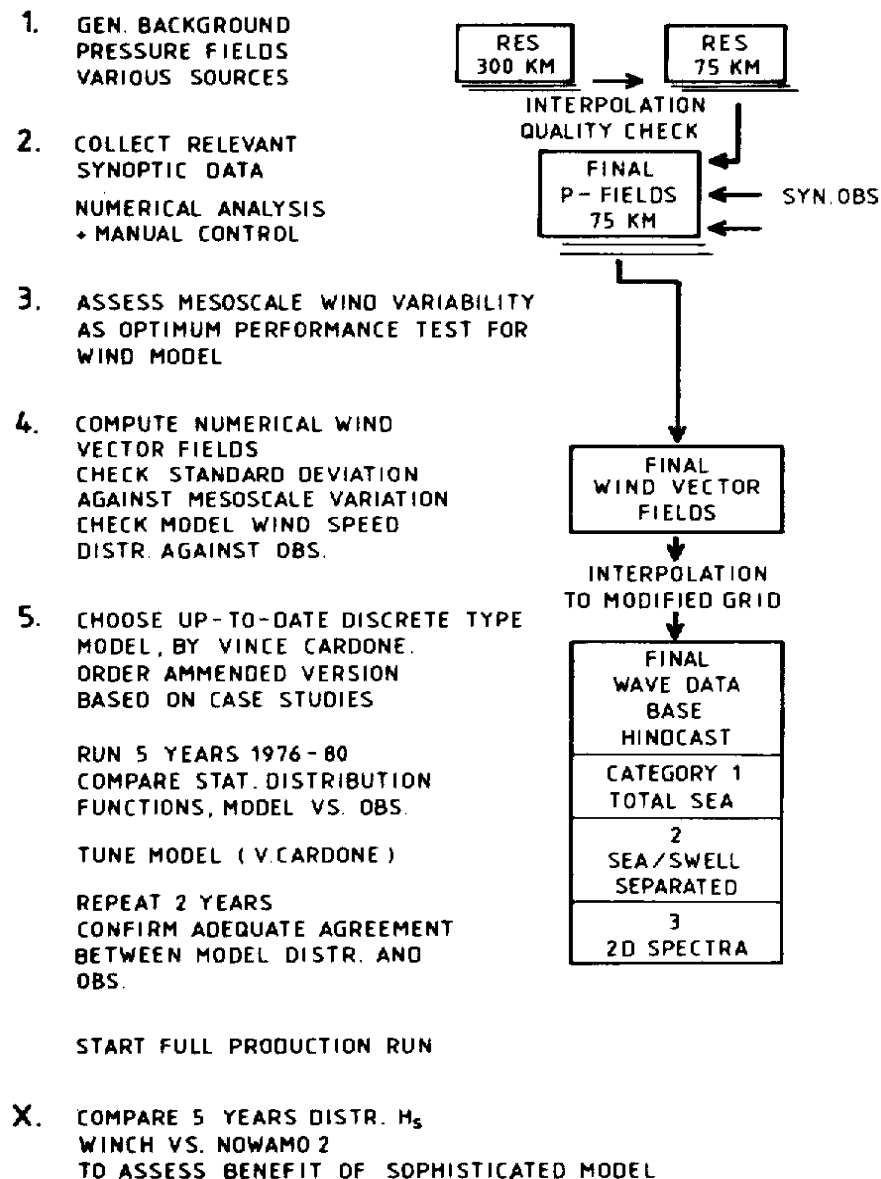 1. GEN. BACKGROUND
PRESSURE FIELDS
VARIOUS SOURCES
RES
300 KM
RES
75 KM
INTERPOLATION
QUALITY CHECK
2. COLLECT RELEVANT
SYNOPTIC DATA
NUMERICAL ANALYSIS
+ MANUAL CONTROL
FINAL
P-FIELDS
75 KM
SYN.OBS
3. ASSESS MESOSCALE WIND VARIABILITY
AS OPTIMUM PERFORMANCE TEST FOR
WIND MODEL
4. COMPUTE NUMERICAL WIND
VECTOR FIELDS
CHECK STANDARD DEVIATION
AGAINST MESOSCALE VARIATION
CHECK MODEL WIND SPEED
DISTR. AGAINST OBS.
FINAL
WIND VECTOR
FIELDS
INTERPOLATION
TO MODIFIED GRID
5. CHOOSE UP-TO-DATE DISCRETE TYPE
MODEL, BY VINCE CARDONE.
ORDER AMMENDED VERSION
BASED ON CASE STUDIES
RUN 5 YEARS 1976-80
COMPARE STAT. DISTRIBUTION
FUNCTIONS, MODEL VS. OBS.
TUNE MODEL (V.CARDONE)
REPEAT 2 YEARS
CONFIRM ADEQUATE AGREEMENT
BETWEEN MODEL DISTR. AND
OBS.
START FULL PRODUCTION RUN
FINAL
WAVE DATA
BASE
HINDCAST
CATEGORY 1
TOTAL SEA
2
SEA/SWELL
SEPARATED
3
2D SPECTRA
X. COMPARE 5 YEARS DISTR. Hs
WINCH VS. NOWAMO 2
TO ASSESS BENEFIT OF SOPHISTICATED MODEL